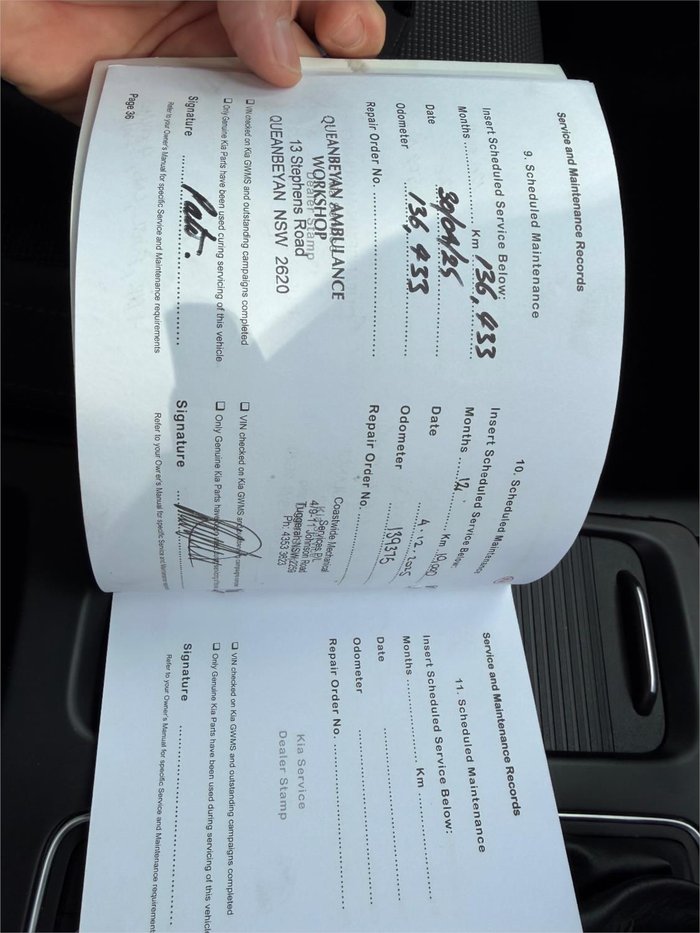 Service and Maintenance Records
9. Scheduled Maintenance
Insert Scheduled Service Below:
Months .................. Km 136,433
Date 30/04/25
Odometer 136,433
Repair Order No. ..................
QUEANBEYAN AMBULANCE
WORKSHOP
Dealer Stamp
13 Stephens Road
QUEANBEYAN NSW 2620
☐ VIN checked on Kia GWMS and outstanding campaigns completed
☐ Only Genuine Kia Parts have been used during servicing of this vehicle
Signature
Refer to your Owner's Manual for specific Service and Maintenance requirements
Page 36
10. Scheduled Maintenance
Insert Scheduled Service Below:
Months ....12.... Km 10,000
Date 4.12.2025
Odometer 139375
Repair Order No. ..................
Coastwide Mechanical
Services P/L
4/9-11 Johnson Road
Tuggerah NSW 2259
Ph: 4353 3623
☐ VIN checked on Kia GWMS and
☐ Only Genuine Kia Parts have
Signature
Refer to your Owner's Manual for specific Service and Maintenance
Service and Maintenance Records
11. Scheduled Maintenance
Insert Scheduled Service Below:
Months .................. Km ..................
Date ..................
Odometer ..................
Repair Order No. ..................
Kia Service
Dealer Stamp
☐ VIN checked on Kia GWMS and outstanding campaigns completed
☐ Only Genuine Kia Parts have been used during servicing of this vehicle
Signature ..................
Refer to your Owner's Manual for specific Service and Maintenance requirements